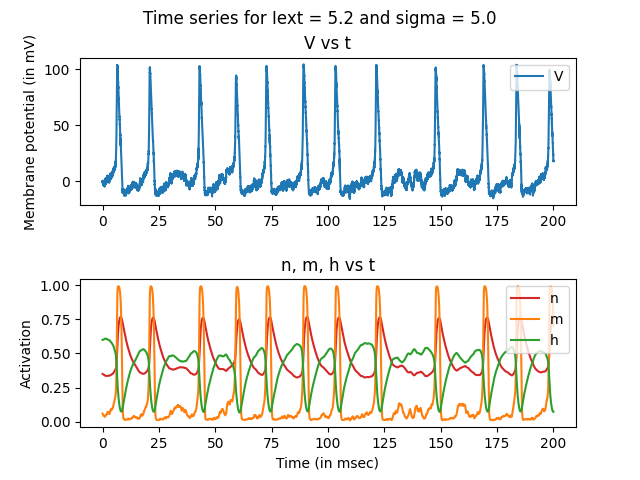 Time series for Iext = 5.2 and sigma = 5.0
V vs t
Membrane potential (in mV)
100
50
0
V
0 25 50 75 100 125 150 175 200
n, m, h vs t
Activation
1.00
0.75
0.50
0.25
0.00
n
m
h
0 25 50 75 100 125 150 175 200
Time (in msec)